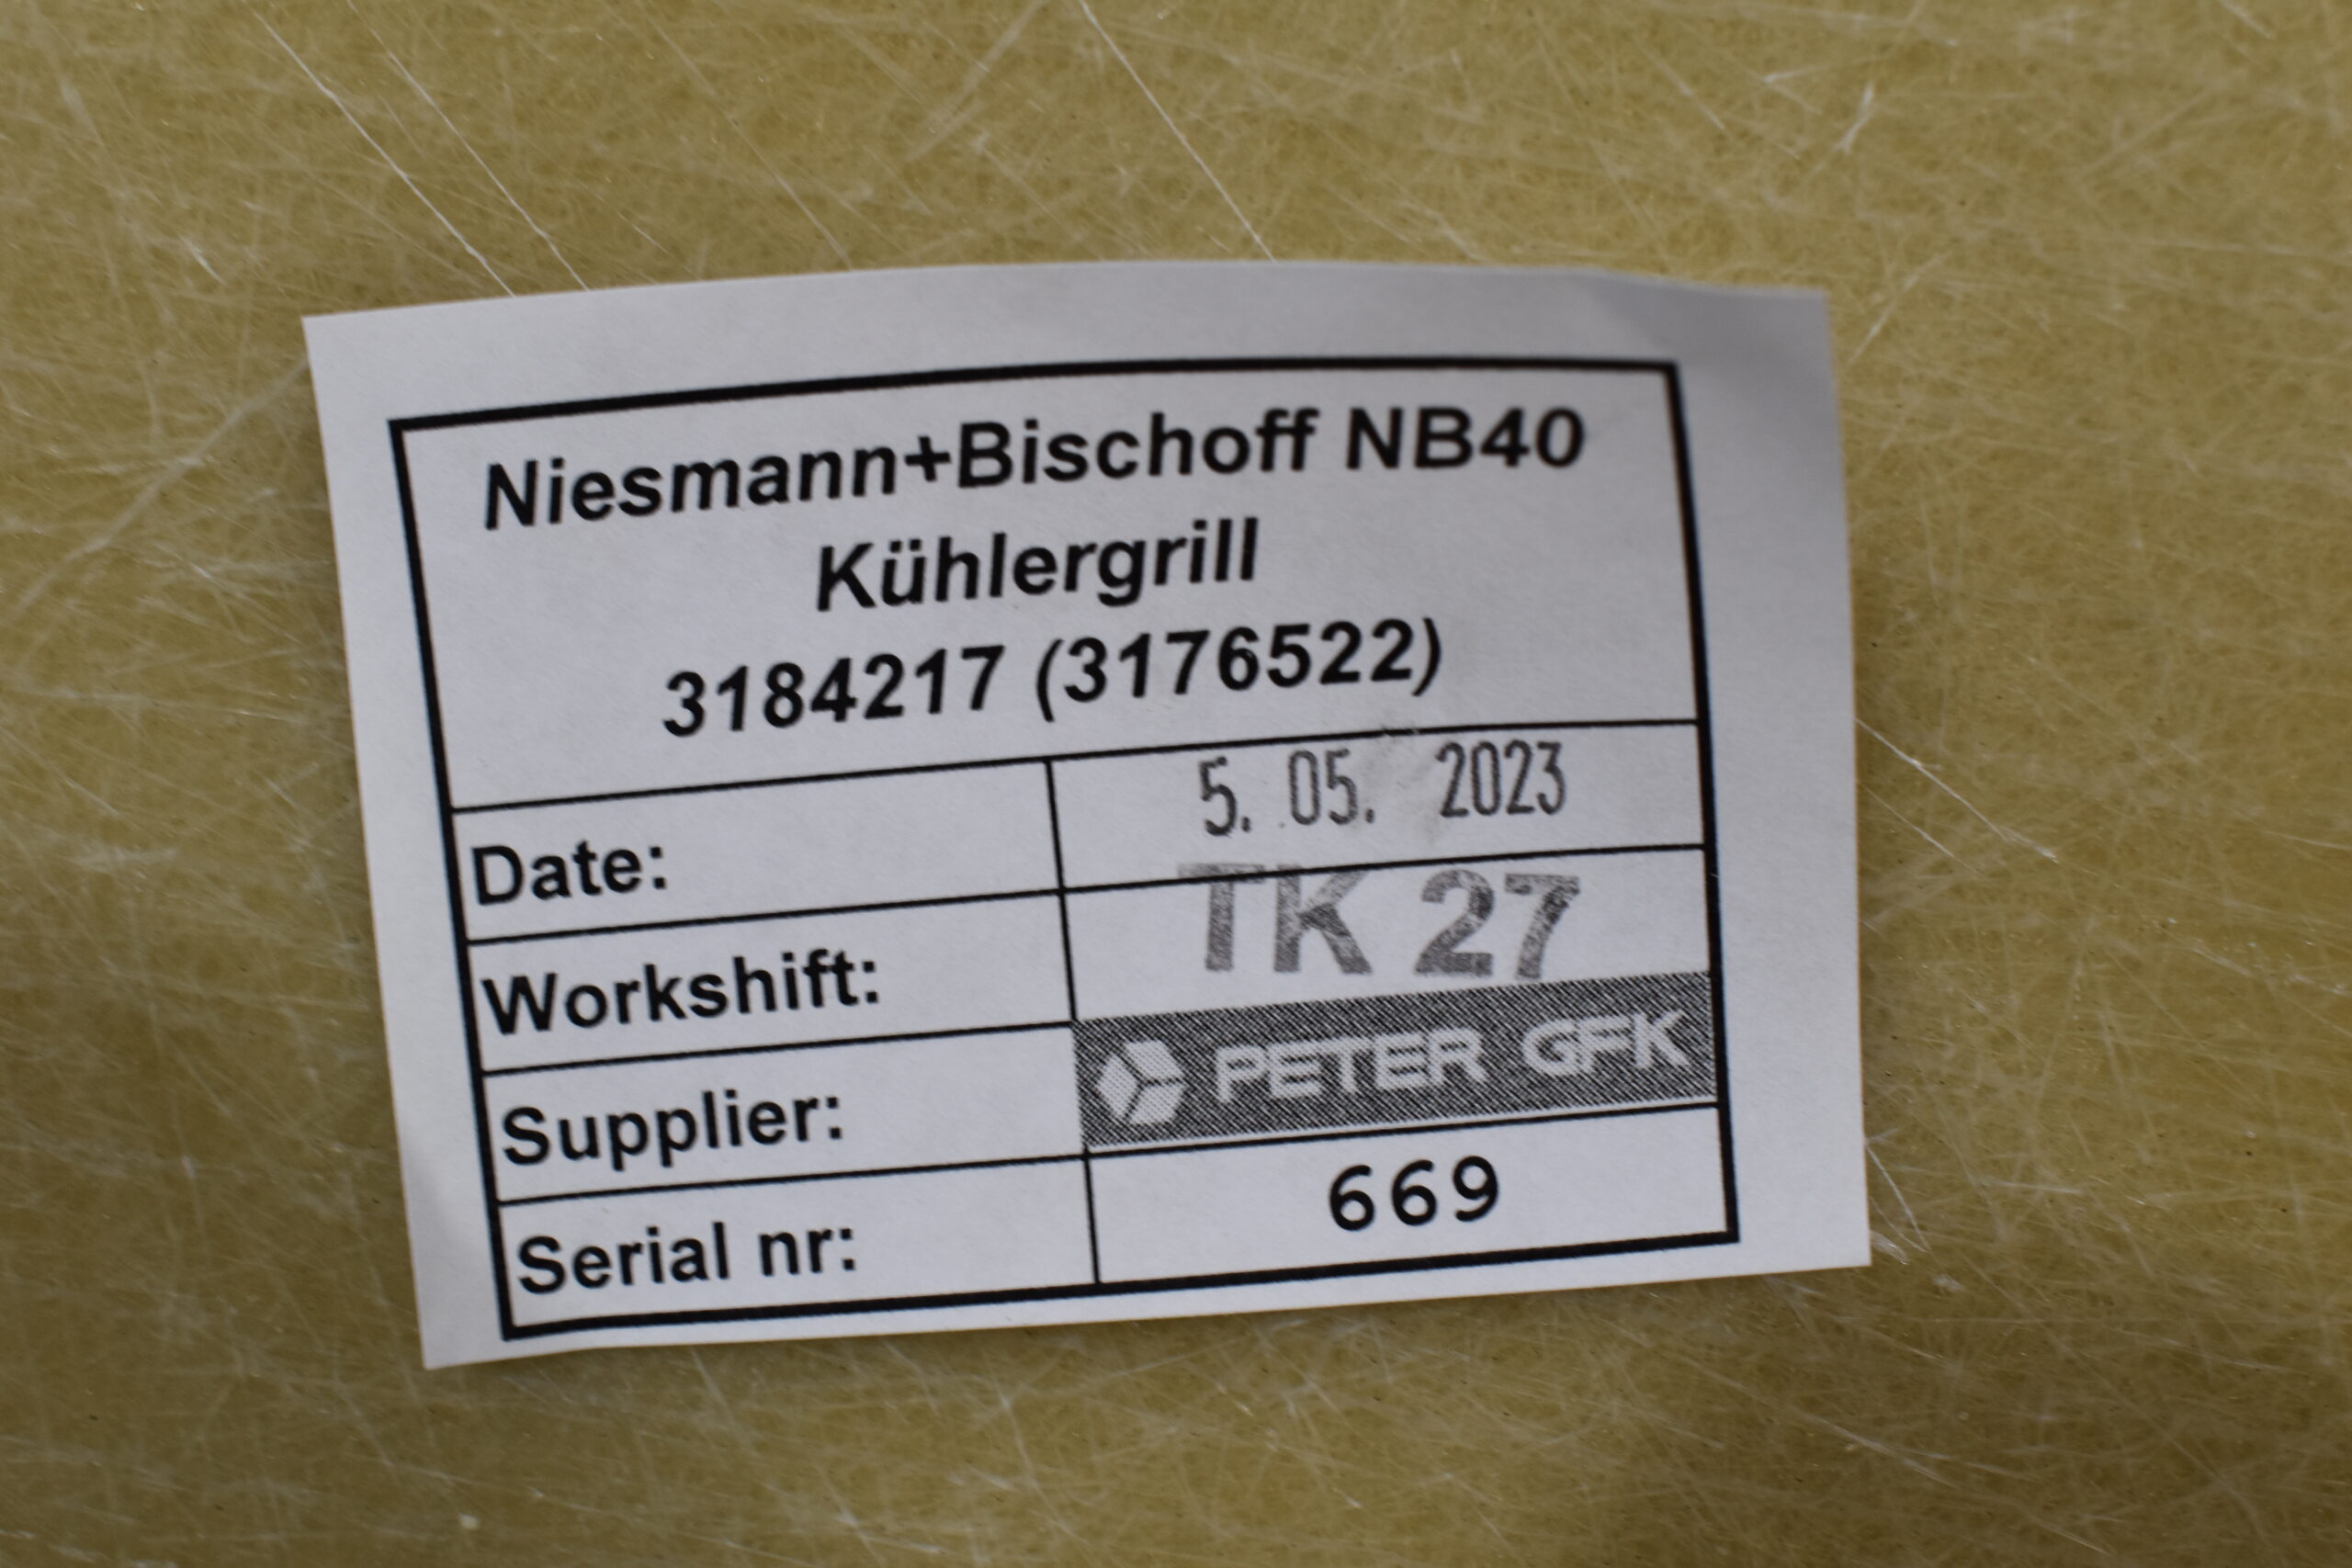 Niesmann+Bischoff NB40
Kühlergrill
3184217 (3176522)
Date: 5. 05. 2023
Workshift: TK 27
Supplier: PETER GFK
Serial nr: 669